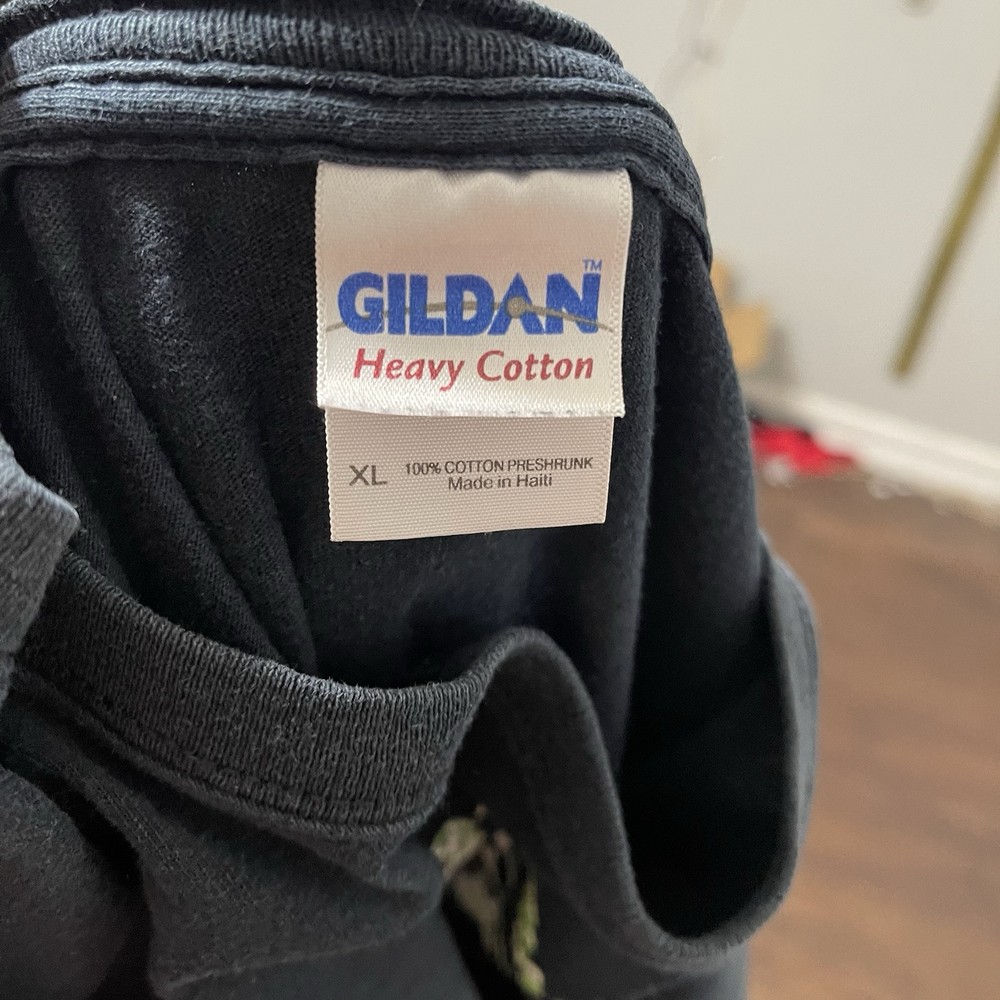 GILDAN™
Heavy Cotton
XL 100% COTTON PRESHRUNK
Made in Haiti